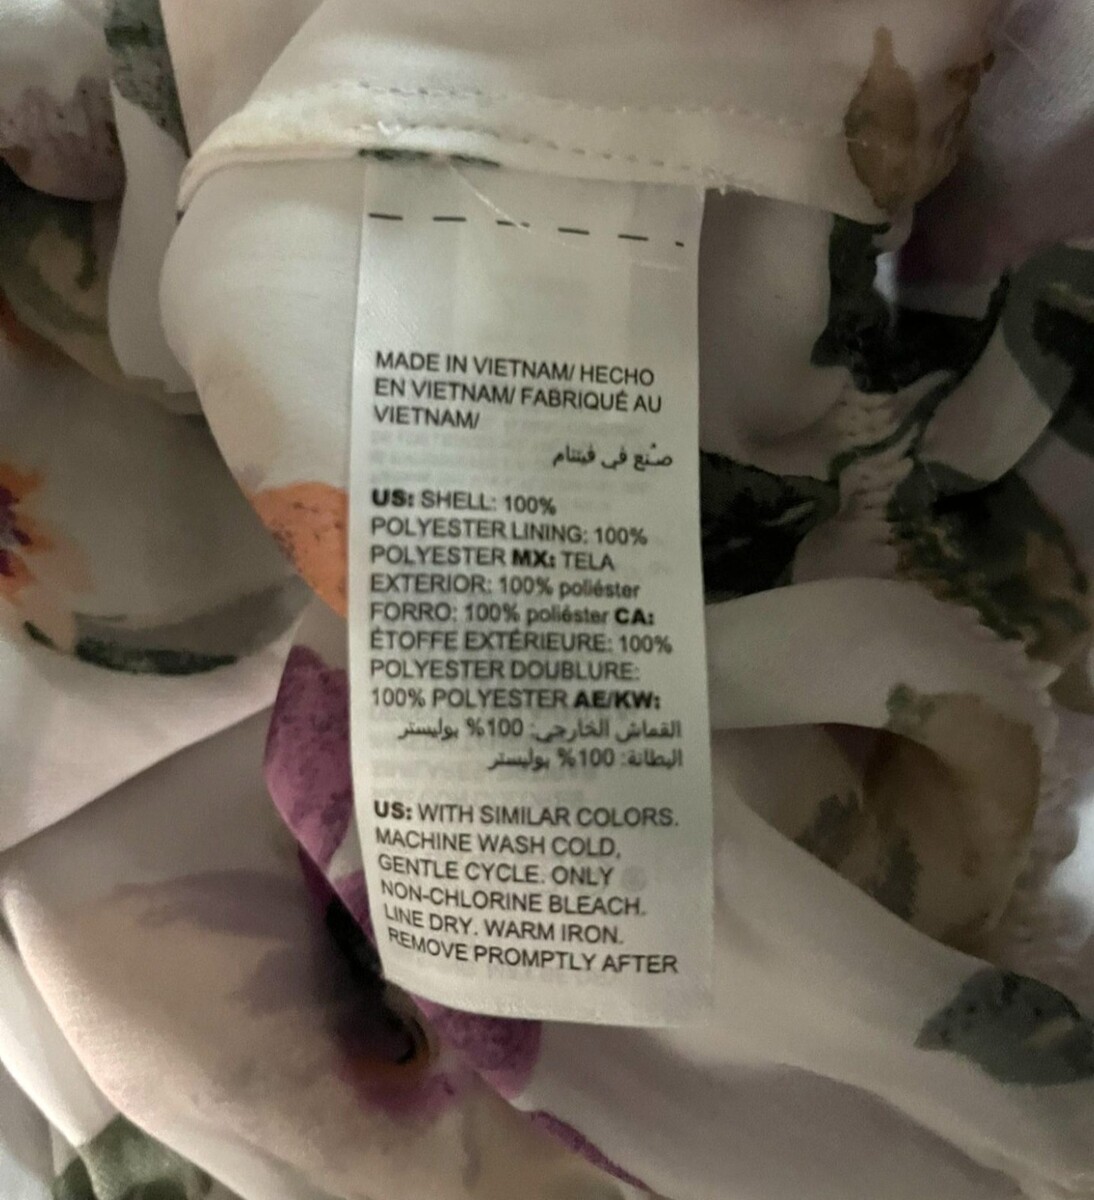 MADE IN VIETNAM/ HECHO
EN VIETNAM/ FABRIQUÉ AU
VIETNAM/
صُنع في فيتنام
US: SHELL: 100%
POLYESTER LINING: 100%
POLYESTER MX: TELA
EXTERIOR: 100% poliéster
FORRO: 100% poliéster CA:
ÉTOFFE EXTÉRIEURE: 100%
POLYESTER DOUBLURE:
100% POLYESTER AE/KW:
القماش الخارجي: 100% بوليستر
البطانة: 100% بوليستر
US: WITH SIMILAR COLORS.
MACHINE WASH COLD,
GENTLE CYCLE. ONLY
NON-CHLORINE BLEACH.
LINE DRY. WARM IRON.
REMOVE PROMPTLY AFTER